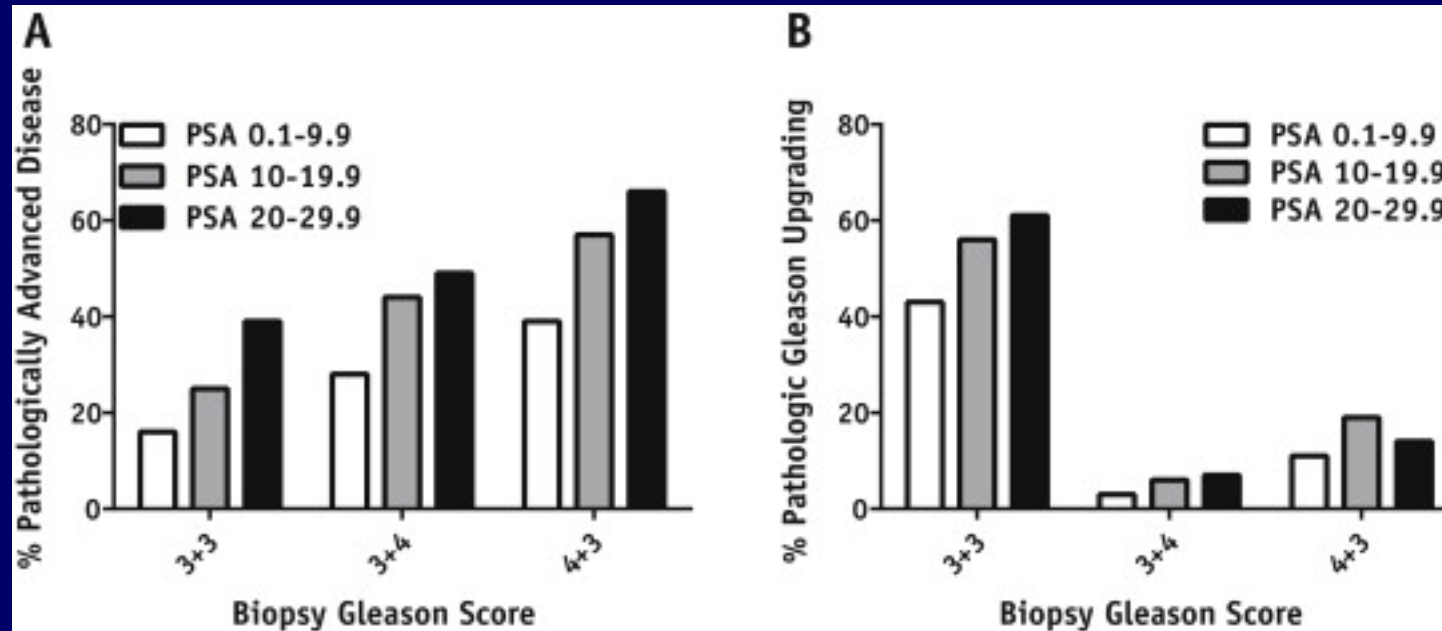 A
% Pathologically Advanced Disease
80
60
40
20
0
PSA 0.1-9.9
PSA 10-19.9
PSA 20-29.9
3+3
3+4
4+3
Biopsy Gleason Score
B
% Pathologic Gleason Upgrading
80
60
40
20
0
PSA 0.1-9.9
PSA 10-19.9
PSA 20-29.9
3+3
3+4
4+3
Biopsy Gleason Score